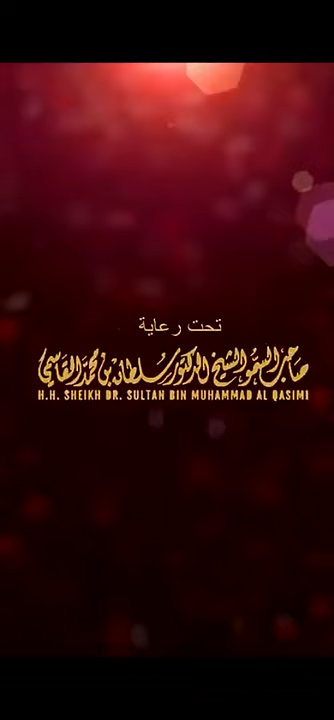 تحت رعاية
صاحب السمو الشيخ الدكتور سلطان بن محمد القاسمي
H.H. SHEIKH DR. SULTAN BIN MUHAMMAD AL QASIMI